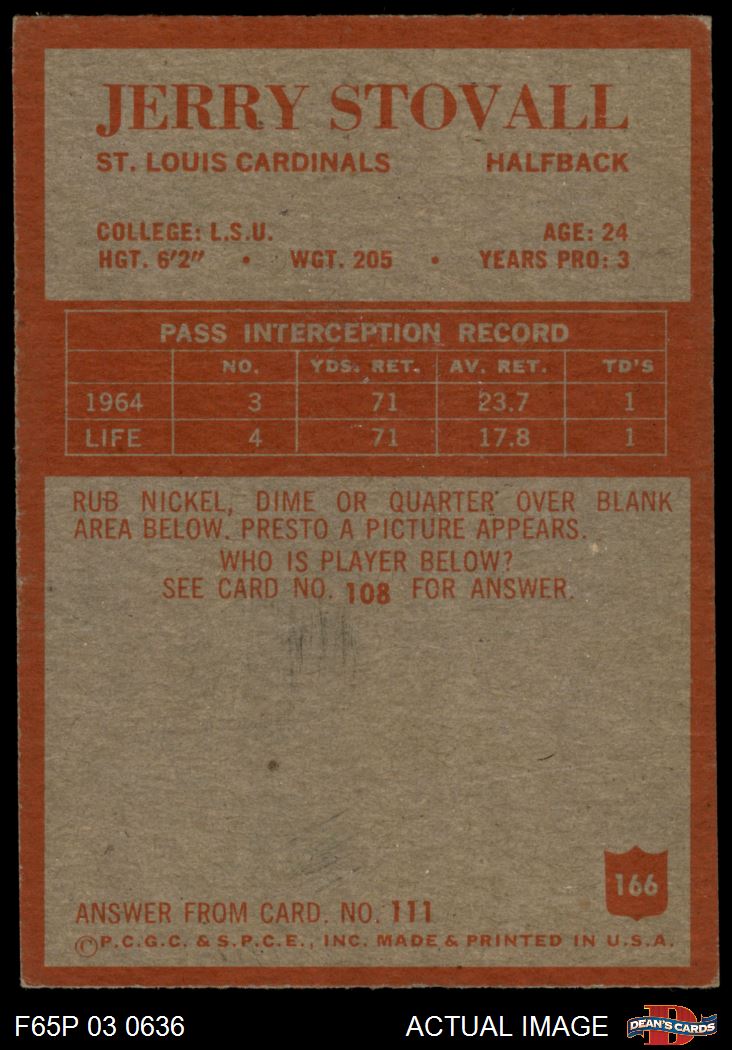 JERRY STOVALL
ST. LOUIS CARDINALS HALFBACK
COLLEGE: L.S.U. AGE: 24
HGT. 6'2" • WGT. 205 • YEARS PRO: 3
PASS INTERCEPTION RECORD
NO. YDS. RET. AV. RET. TD'S
1964 3 71 23.7 1
LIFE 4 71 17.8 1
RUB NICKEL, DIME OR QUARTER OVER BLANK
AREA BELOW. PRESTO A PICTURE APPEARS.
WHO IS PLAYER BELOW?
SEE CARD NO. 108 FOR ANSWER.
166
ANSWER FROM CARD. NO. 111
©P.C.G.C. & S.P.C.E., INC. MADE & PRINTED IN U.S.A.
F65P 03 0636 ACTUAL IMAGE D DEAN'S CARDS